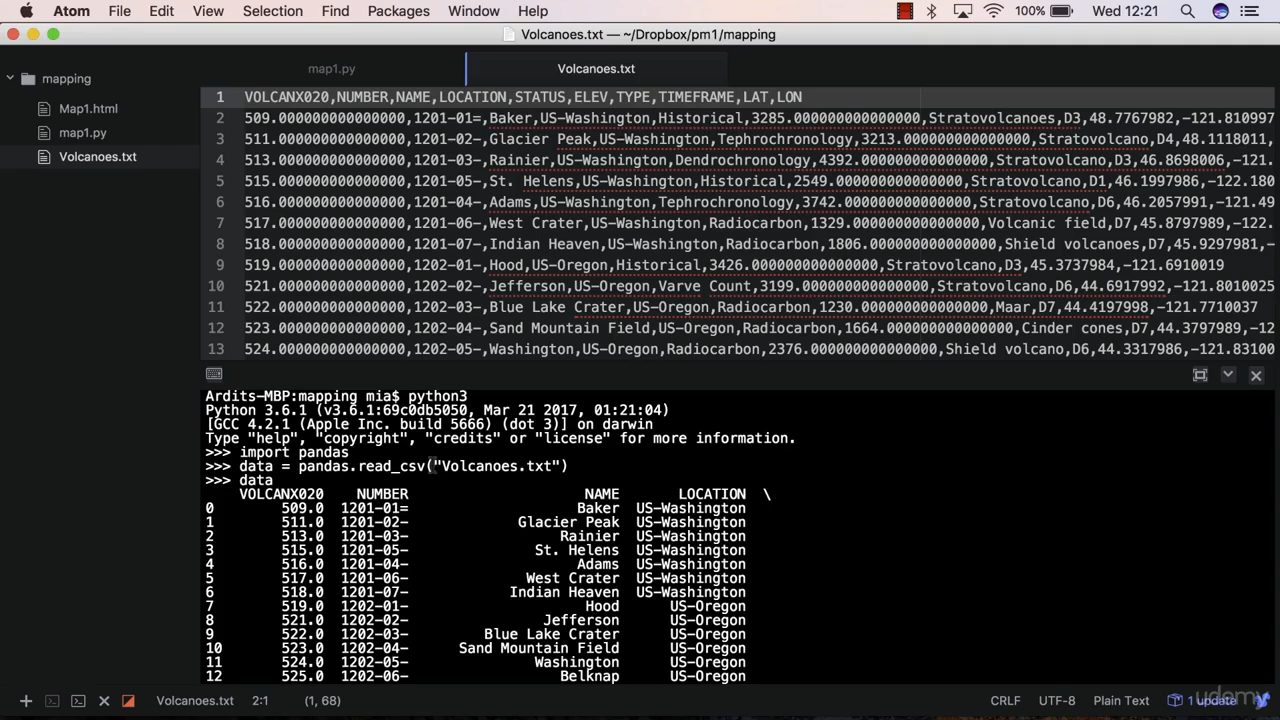 Atom File Edit View Selection Find Packages Window Help 100% Wed 12:21
Volcanoes.txt — ~/Dropbox/pm1/mapping
mapping
Map1.html
map1.py
Volcanoes.txt
map1.py Volcanoes.txt
1 VOLCANX020,NUMBER,NAME,LOCATION,STATUS,ELEV,TYPE,TIMEFRAME,LAT,LON
2 509.000000000000000,1201-01=,Baker,US-Washington,Historical,3285.000000000000000,Stratovolcanoes,D3,48.7767982,-121.810997
3 511.000000000000000,1201-02-,Glacier Peak,US-Washington,Tephrochronology,3213.000000000000000,Stratovolcano,D4,48.1118011,-
4 513.000000000000000,1201-03-,Rainier,US-Washington,Dendrochronology,4392.000000000000000,Stratovolcano,D3,46.8698006,-121.
5 515.000000000000000,1201-05-,St. Helens,US-Washington,Historical,2549.000000000000000,Stratovolcano,D1,46.1997986,-122.180
6 516.000000000000000,1201-04-,Adams,US-Washington,Tephrochronology,3742.000000000000000,Stratovolcano,D6,46.2057991,-121.49
7 517.000000000000000,1201-06-,West Crater,US-Washington,Radiocarbon,1329.000000000000000,Volcanic field,D7,45.8797989,-122.
8 518.000000000000000,1201-07-,Indian Heaven,US-Washington,Radiocarbon,1806.000000000000000,Shield volcanoes,D7,45.9297981,-
9 519.000000000000000,1202-01-,Hood,US-Oregon,Historical,3426.000000000000000,Stratovolcano,D3,45.3737984,-121.6910019
10 521.000000000000000,1202-02-,Jefferson,US-Oregon,Varve Count,3199.000000000000000,Stratovolcano,D6,44.6917992,-121.8010025
11 522.000000000000000,1202-03-,Blue Lake Crater,US-Oregon,Radiocarbon,1230.000000000000000,Maar,D7,44.4197998,-121.7710037
12 523.000000000000000,1202-04-,Sand Mountain Field,US-Oregon,Radiocarbon,1664.000000000000000,Cinder cones,D7,44.3797989,-12
13 524.000000000000000,1202-05-,Washington,US-Oregon,Radiocarbon,2376.000000000000000,Shield volcano,D6,44.3317986,-121.83100
Ardits-MBP:mapping mia$ python3
Python 3.6.1 (v3.6.1:69c0db5050, Mar 21 2017, 01:21:04)
[GCC 4.2.1 (Apple Inc. build 5666) (dot 3)] on darwin
Type "help", "copyright", "credits" or "license" for more information.
>>> import pandas
>>> data = pandas.read_csv("Volcanoes.txt")
>>> data
VOLCANX020 NUMBER NAME LOCATION \
0 509.0 1201-01= Baker US-Washington
1 511.0 1201-02- Glacier Peak US-Washington
2 513.0 1201-03- Rainier US-Washington
3 515.0 1201-05- St. Helens US-Washington
4 516.0 1201-04- Adams US-Washington
5 517.0 1201-06- West Crater US-Washington
6 518.0 1201-07- Indian Heaven US-Washington
7 519.0 1202-01- Hood US-Oregon
8 521.0 1202-02- Jefferson US-Oregon
9 522.0 1202-03- Blue Lake Crater US-Oregon
10 523.0 1202-04- Sand Mountain Field US-Oregon
11 524.0 1202-05- Washington US-Oregon
12 525.0 1202-06- Belknap US-Oregon
Volcanoes.txt 2:1 (1, 68) CRLF UTF-8 Plain Text 1 update
udemy